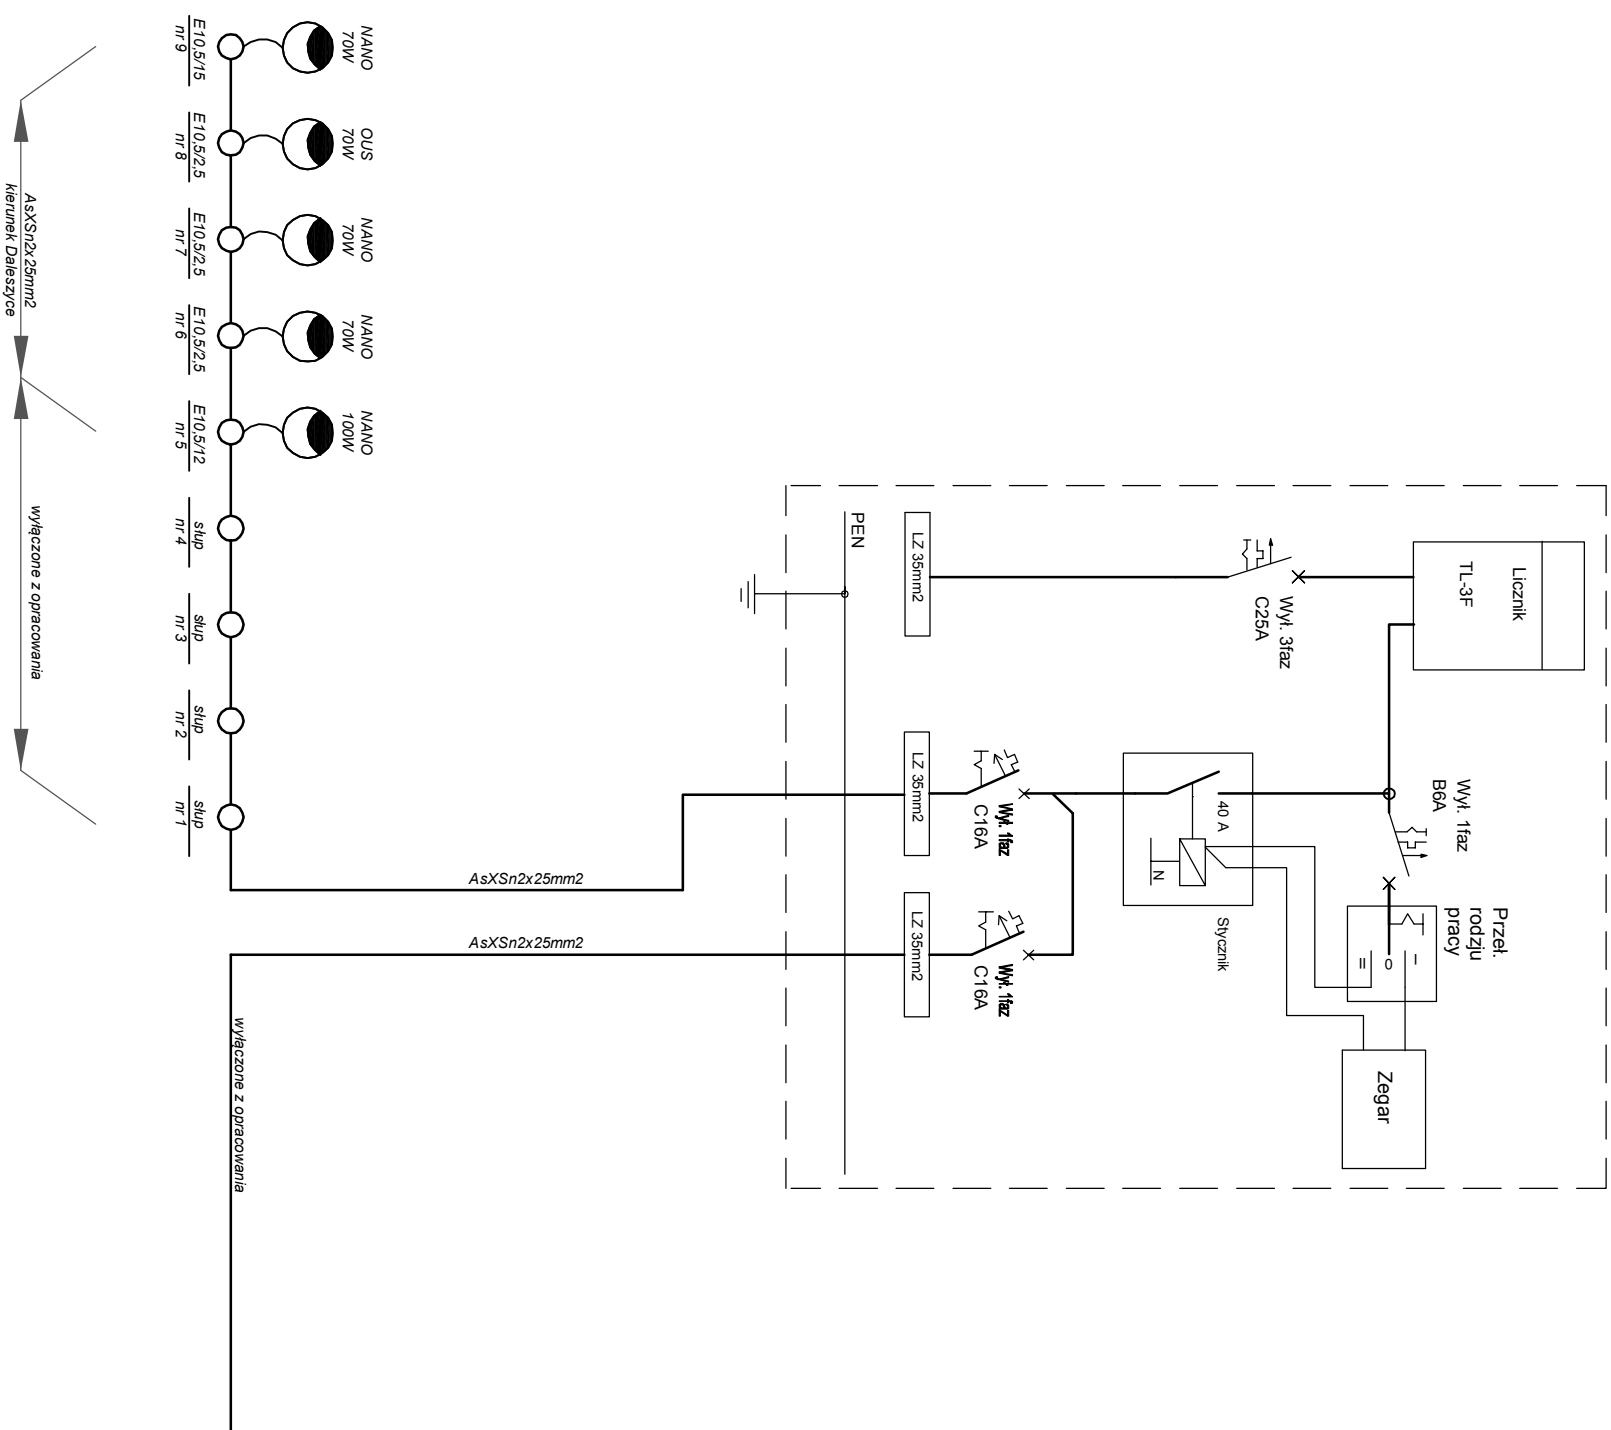 NANO
70W
E10,5/15
nr 9
OUS
70W
E10,5/2,5
nr 8
NANO
70W
E10,5/2,5
nr 7
NANO
70W
E10,5/2,5
nr 6
NANO
100W
E10,5/12
nr 5
słup
nr 4
słup
nr 3
słup
nr 2
słup
nr 1
AsXSn2x25mm2
kierunek Daleszyce
wyłączone z opracowania
AsXSn2x25mm2
AsXSn2x25mm2
wyłączone z opracowania
PEN
LZ 35mm2
LZ 35mm2
LZ 35mm2
Wył. 3faz
C25A
Licznik
TL-3F
Wył. 1faz
B6A
Wył. 1faz
C16A
Wył. 1faz
C16A
40 A
N
Stycznik
Przeł.
rodzju
pracy
I
0
II
Zegar